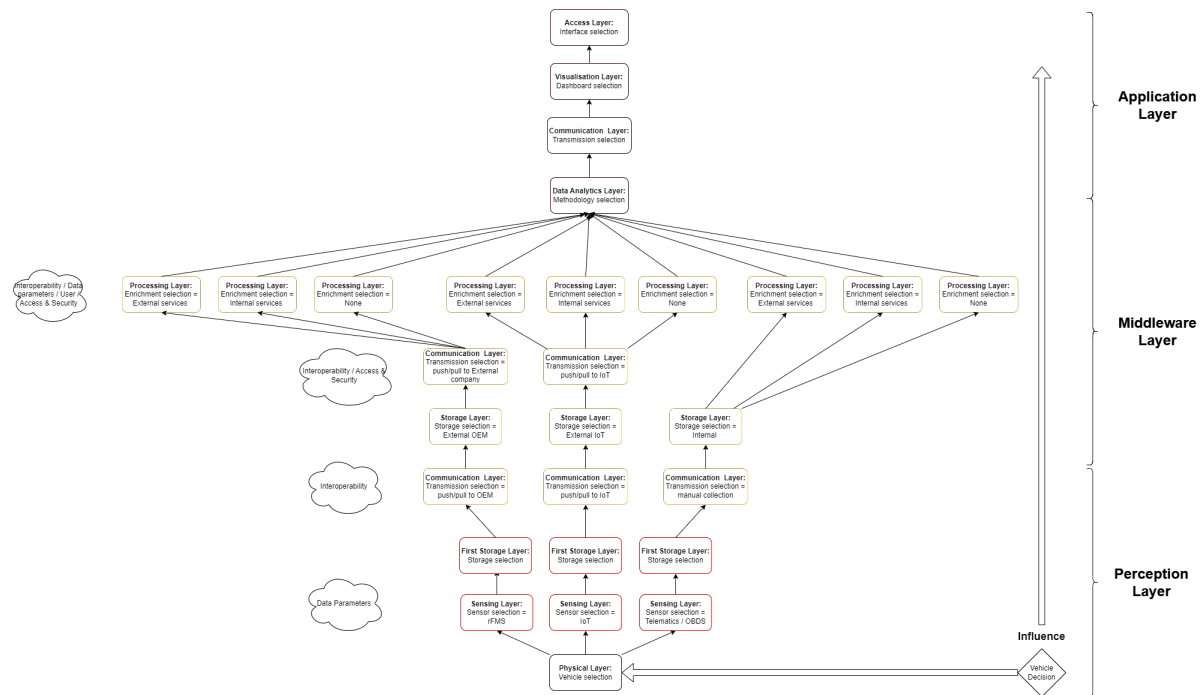 Access Layer:
Interface selection
Visualisation Layer:
Dashboard selection
Application
Layer
Communication Layer:
Transmission selection
Data Analytics Layer:
Methodology selection
Interoperability / Data
parameters / User /
Access & Security
Processing Layer:
Enrichment selection =
External services
Processing Layer:
Enrichment selection =
Internal services
Processing Layer:
Enrichment selection =
None
Processing Layer:
Enrichment selection =
External services
Processing Layer:
Enrichment selection =
Internal services
Processing Layer:
Enrichment selection =
None
Processing Layer:
Enrichment selection =
External services
Processing Layer:
Enrichment selection =
Internal services
Processing Layer:
Enrichment selection =
None
Middleware
Layer
Interoperability / Access &
Security
Communication Layer:
Transmission selection =
push/pull to External
company
Communication Layer:
Transmission selection =
push/pull to IoT
Storage Layer:
Storage selection =
External OEM
Storage Layer:
Storage selection =
External IoT
Storage Layer:
Storage selection =
Internal
Interoperability
Communication Layer:
Transmission selection =
push/pull to OEM
Communication Layer:
Transmission selection =
push/pull to IoT
Communication Layer:
Transmission selection =
manual collection
First Storage Layer:
Storage selection
First Storage Layer:
Storage selection
First Storage Layer:
Storage selection
Perception
Layer
Data Parameters
Sensing Layer:
Sensor selection =
rFMS
Sensing Layer:
Sensor selection =
IoT
Sensing Layer:
Sensor selection =
Telematics / OBDS
Influence
Physical Layer:
Vehicle selection
Vehicle
Decision